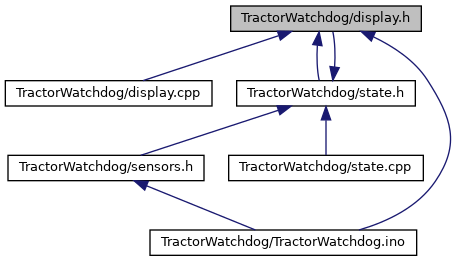 TractorWatchdog/display.h
TractorWatchdog/display.cpp
TractorWatchdog/state.h
TractorWatchdog/sensors.h
TractorWatchdog/state.cpp
TractorWatchdog/TractorWatchdog.ino